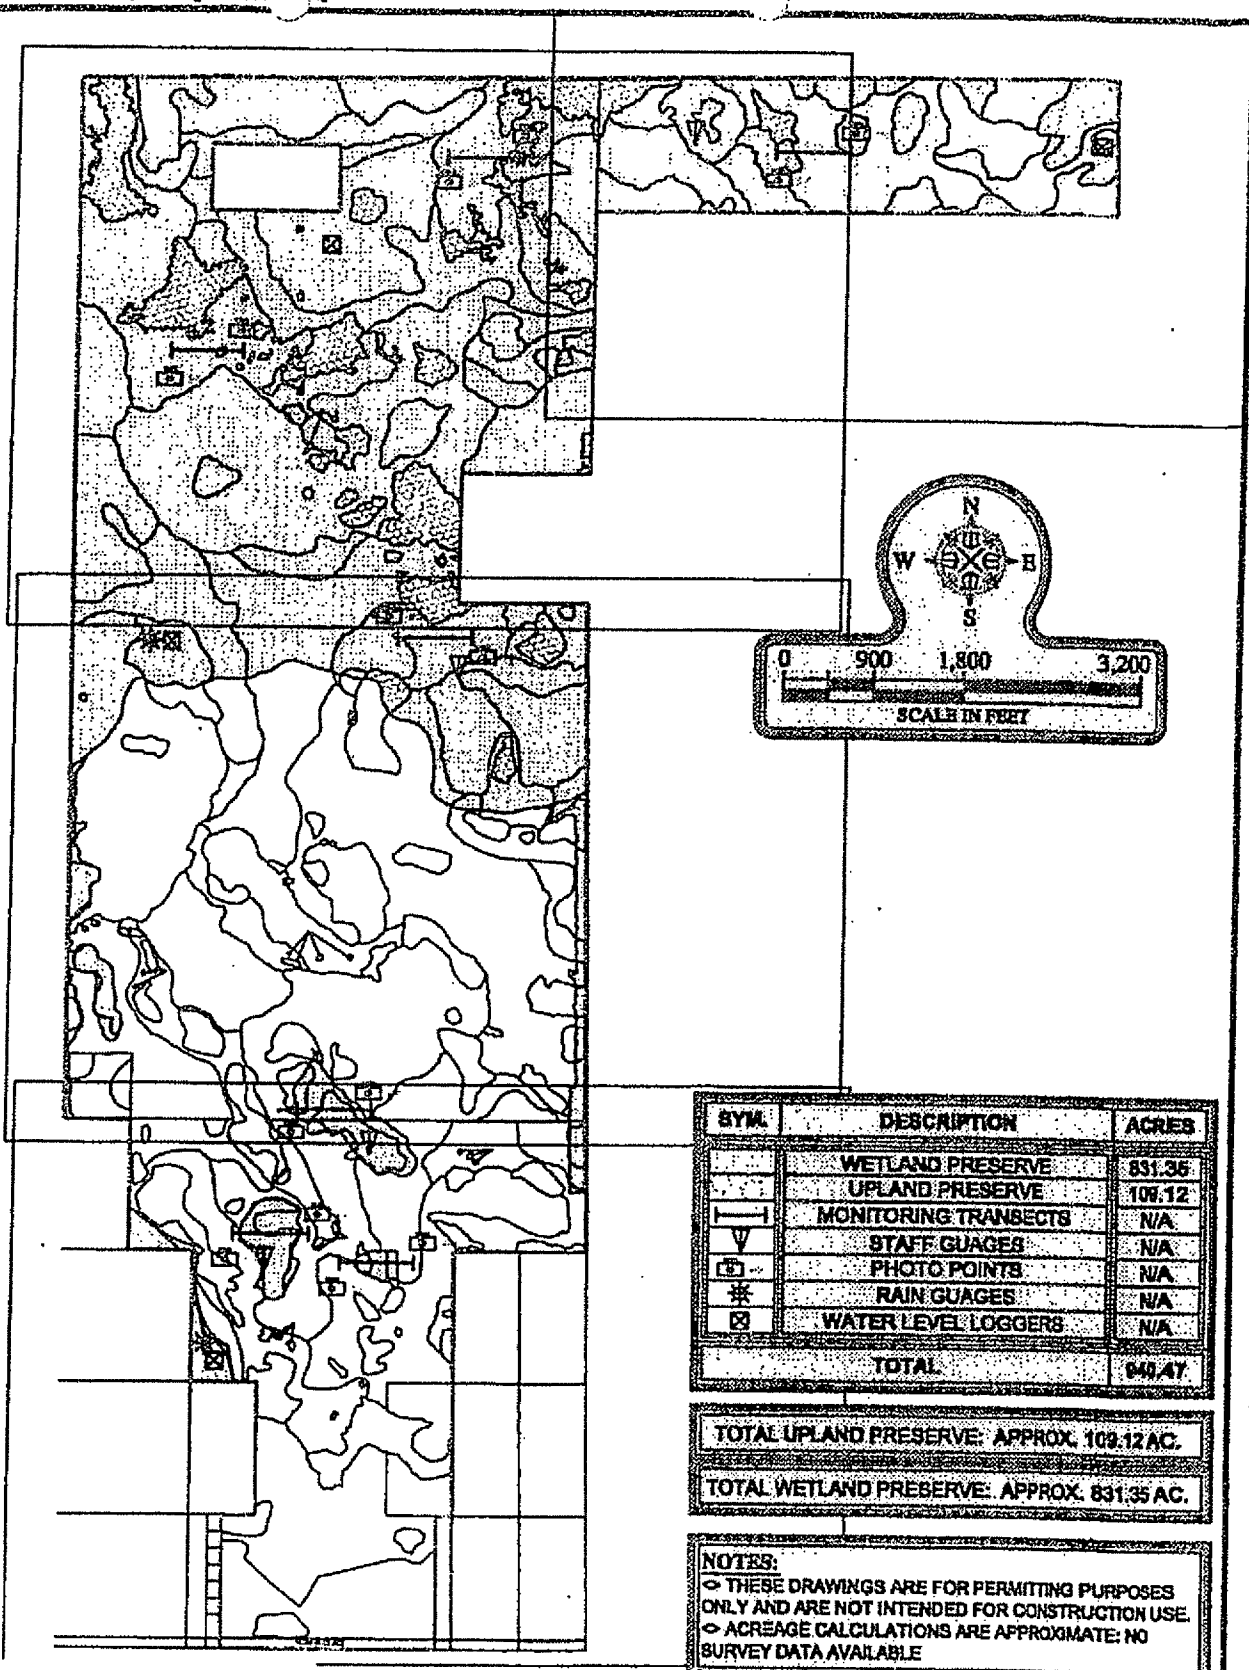 N
W E
S
0 900 1,800 3,200
SCALE IN FEET
SYM. DESCRIPTION ACRES
WETLAND PRESERVE 831.35
UPLAND PRESERVE 109.12
MONITORING TRANSECTS N/A
STAFF GUAGES N/A
PHOTO POINTS N/A
RAIN GUAGES N/A
WATER LEVEL LOGGERS N/A
TOTAL 940.47
TOTAL UPLAND PRESERVE: APPROX. 109.12 AC.
TOTAL WETLAND PRESERVE: APPROX. 831.35 AC.
NOTES:
<> THESE DRAWINGS ARE FOR PERMITTING PURPOSES
ONLY AND ARE NOT INTENDED FOR CONSTRUCTION USE.
<> ACREAGE CALCULATIONS ARE APPROXIMATE: NO
SURVEY DATA AVAILABLE